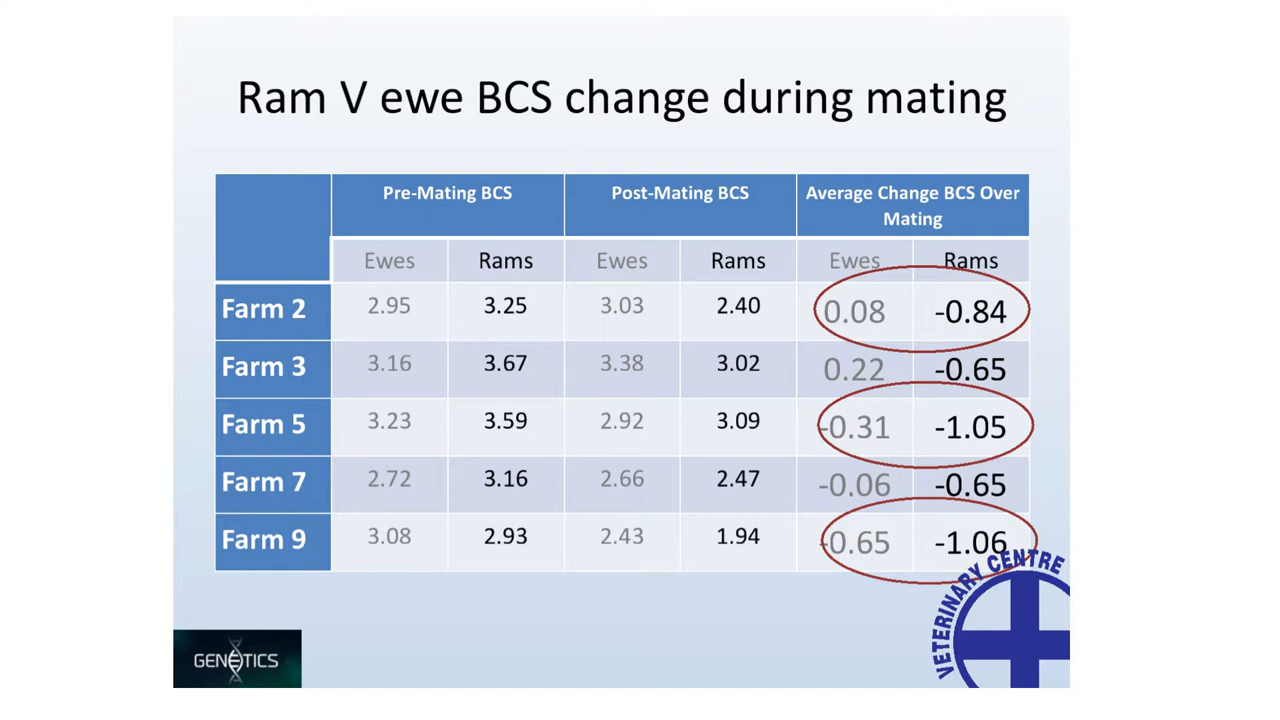 Ram V ewe BCS change during mating
Pre-Mating BCS Post-Mating BCS Average Change BCS Over Mating
Ewes Rams Ewes Rams Ewes Rams
Farm 2 2.95 3.25 3.03 2.40 0.08 -0.84
Farm 3 3.16 3.67 3.38 3.02 0.22 -0.65
Farm 5 3.23 3.59 2.92 3.09 -0.31 -1.05
Farm 7 2.72 3.16 2.66 2.47 -0.06 -0.65
Farm 9 3.08 2.93 2.43 1.94 -0.65 -1.06
GENETICS
VETERINARY CENTRE